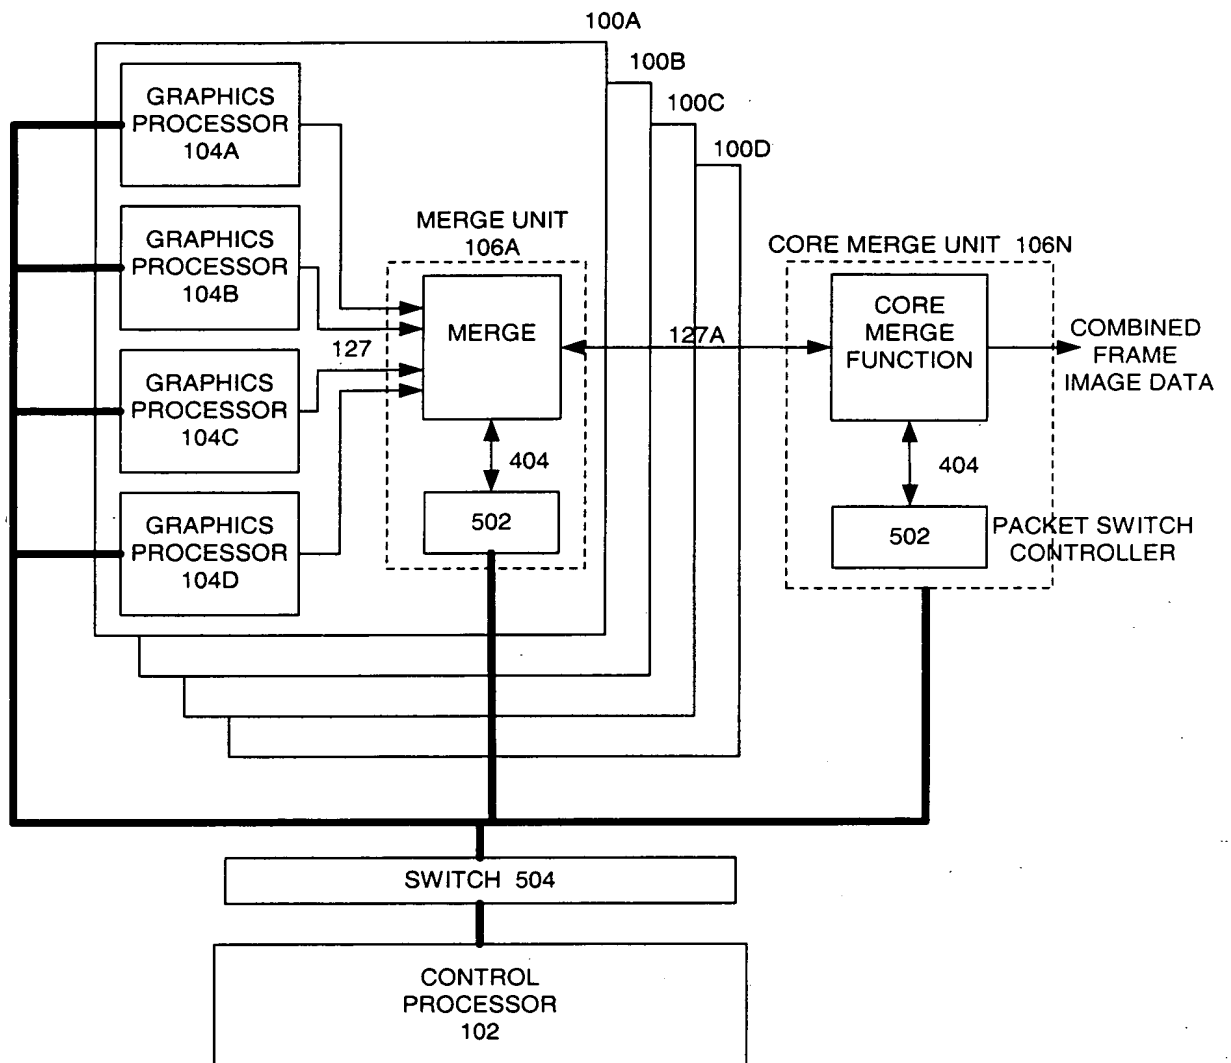 100A
100B
100C
100D
GRAPHICS
PROCESSOR
104A
GRAPHICS
PROCESSOR
104B
GRAPHICS
PROCESSOR
104C
GRAPHICS
PROCESSOR
104D
127
MERGE UNIT
106A
MERGE
404
502
127A
CORE MERGE UNIT 106N
CORE
MERGE
FUNCTION
404
502
PACKET SWITCH
CONTROLLER
COMBINED
FRAME
IMAGE DATA
SWITCH 504
CONTROL
PROCESSOR
102